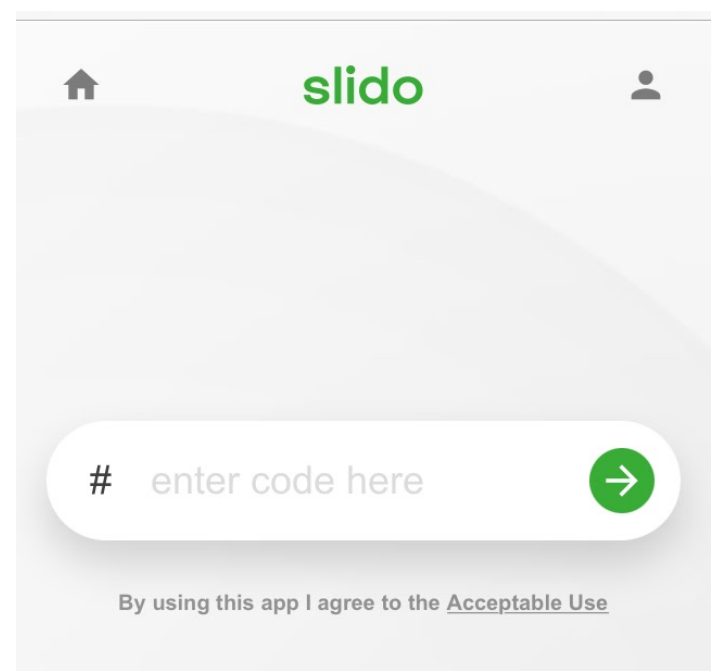 slido
# enter code here
By using this app I agree to the Acceptable Use